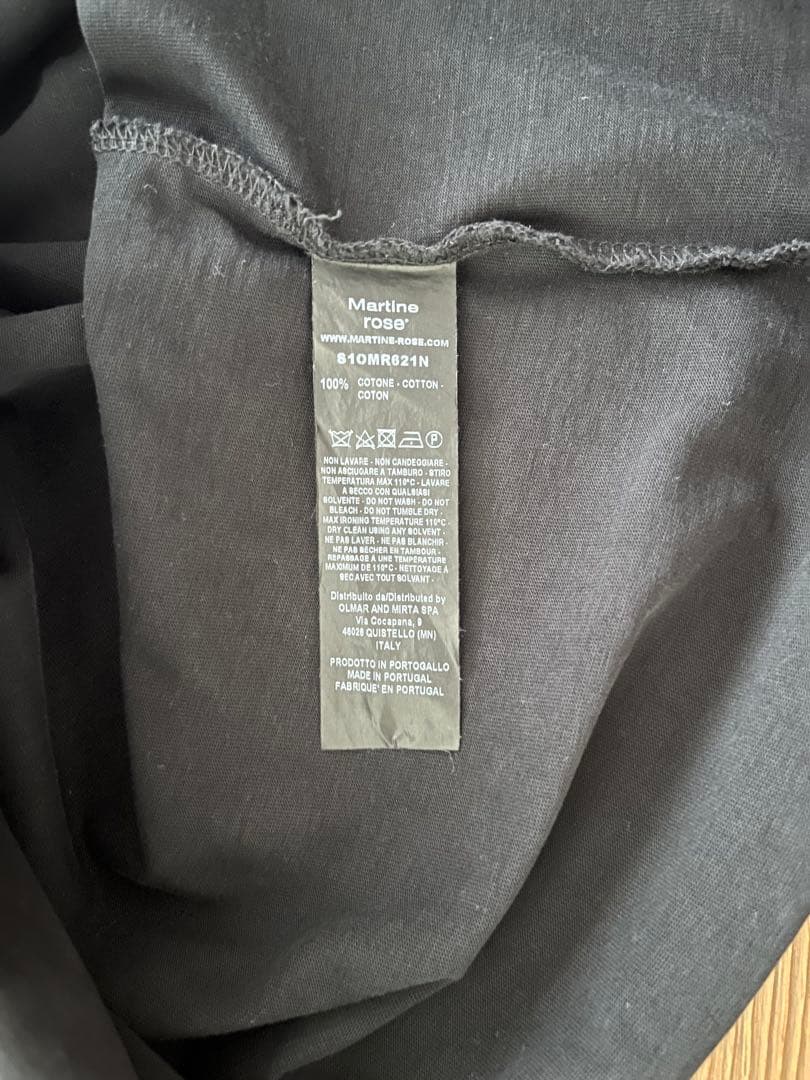 Martine
rose®
WWW.MARTINE-ROSE.COM
S1OMR621N
100% COTONE - COTTON -
COTON
NON LAVARE - NON CANDEGGIARE -
NON ASCIUGARE A TAMBURO - STIRO
TEMPERATURA MAX 110°C - LAVARE
A SECCO CON QUALSIASI
SOLVENTE - DO NOT WASH - DO NOT
BLEACH - DO NOT TUMBLE DRY -
MAX IRONING TEMPERATURE 110°C -
DRY CLEAN USING ANY SOLVENT -
NE PAS LAVER - NE PAS BLANCHIR -
NE PAS SECHER EN TAMBOUR -
REPASSAGE A UNE TEMPERATURE
MAXIMUM DE 110°C - NETTOYAGE A
SEC AVEC TOUT SOLVANT -
Distribuito da/Distributed by
OLMAR AND MIRTA SPA
Via Cocapana, 9
46026 QUISTELLO (MN)
ITALY
PRODOTTO IN PORTOGALLO
MADE IN PORTUGAL
FABRIQUE' EN PORTUGAL